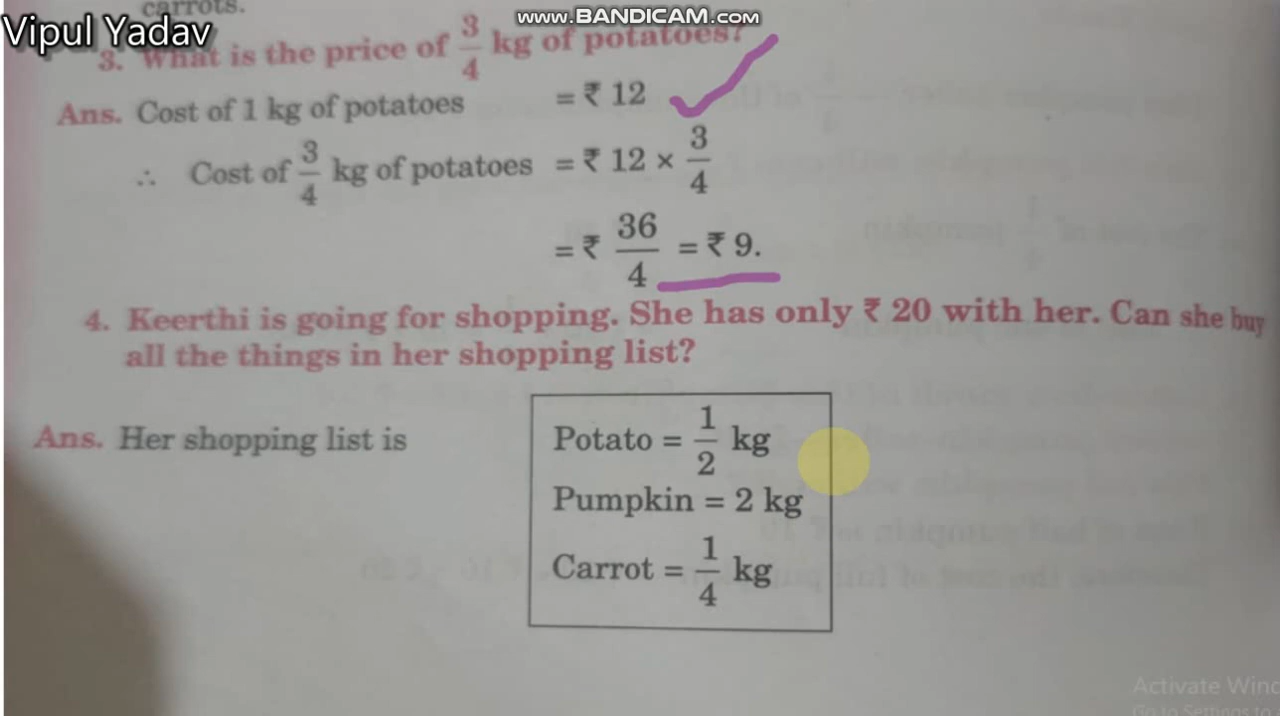 carrots.
www.BANDICAM.com
Vipul Yadav
3. What is the price of 3/4 kg of potatoes?
Ans. Cost of 1 kg of potatoes = ₹ 12
∴ Cost of 3/4 kg of potatoes = ₹ 12 × 3/4
= ₹ 36/4 = ₹ 9.
4. Keerthi is going for shopping. She has only ₹ 20 with her. Can she buy
all the things in her shopping list?
Ans. Her shopping list is
Potato = 1/2 kg
Pumpkin = 2 kg
Carrot = 1/4 kg
Activate Wind
Go to Settings to